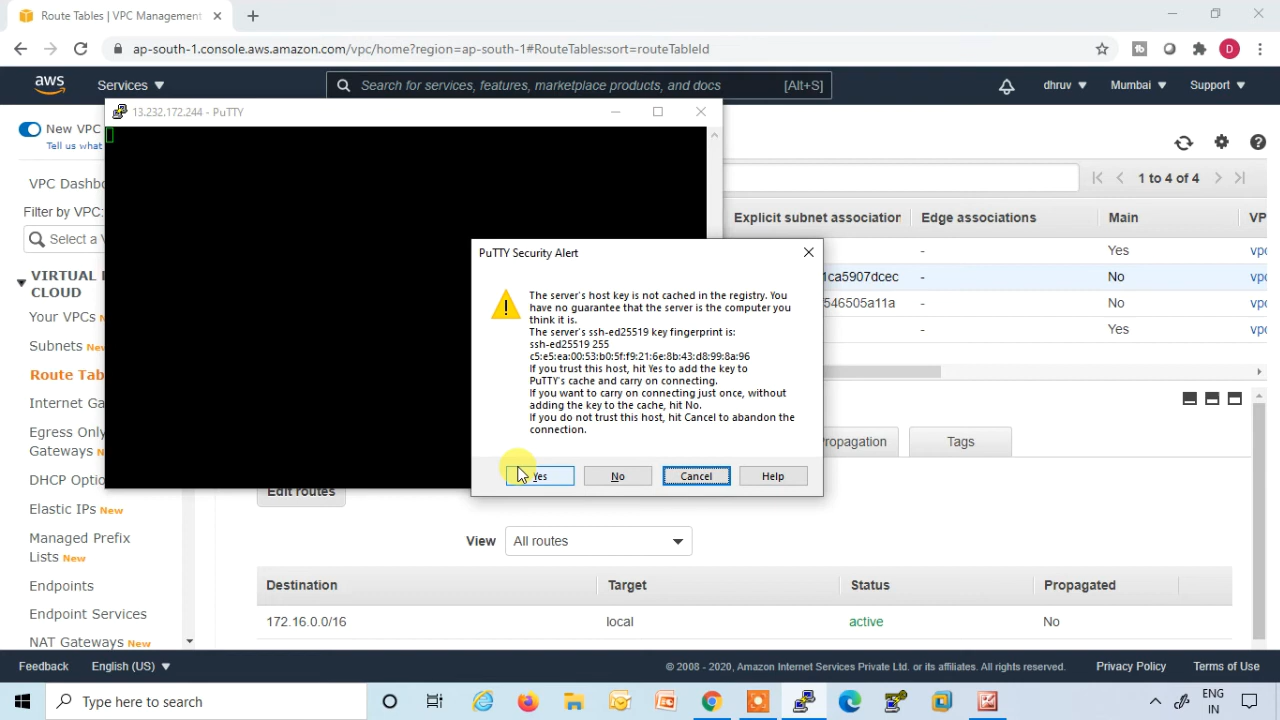 Route Tables | VPC Management
ap-south-1.console.aws.amazon.com/vpc/home?region=ap-south-1#RouteTables:sort=routeTableId
D
aws
Services
Search for services, features, marketplace products, and docs
[Alt+S]
dhruv
Mumbai
Support
13.232.172.244 - PuTTY
New VPC
Tell us what
VPC Dashbo
Filter by VPC:
Select a V
VIRTUAL
CLOUD
Your VPCs
Subnets New
Route Tab
Internet Ga
Egress Only
Gateways
DHCP Option
Elastic IPs New
Managed Prefix
Lists New
Endpoints
Endpoint Services
NAT Gateways New
1 to 4 of 4
Explicit subnet association
Edge associations
Main
VP
-
Yes
vpc
1ca5907dcec
-
No
vpc
546505a11a
-
No
vpc
-
Yes
vpc
PuTTY Security Alert
The server's host key is not cached in the registry. You
have no guarantee that the server is the computer you
think it is.
The server's ssh-ed25519 key fingerprint is:
ssh-ed25519 255
c5:e5:ea:00:53:b0:5f:f9:21:6e:8b:43:d8:99:8a:96
If you trust this host, hit Yes to add the key to
PuTTY's cache and carry on connecting.
If you want to carry on connecting just once, without
adding the key to the cache, hit No.
If you do not trust this host, hit Cancel to abandon the
connection.
Yes
No
Cancel
Help
ropagation
Tags
Edit routes
View
All routes
Destination
Target
Status
Propagated
172.16.0.0/16
local
active
No
Feedback
English (US)
© 2008 - 2020, Amazon Internet Services Private Ltd. or its affiliates. All rights reserved.
Privacy Policy
Terms of Use
Type here to search
ENG
IN